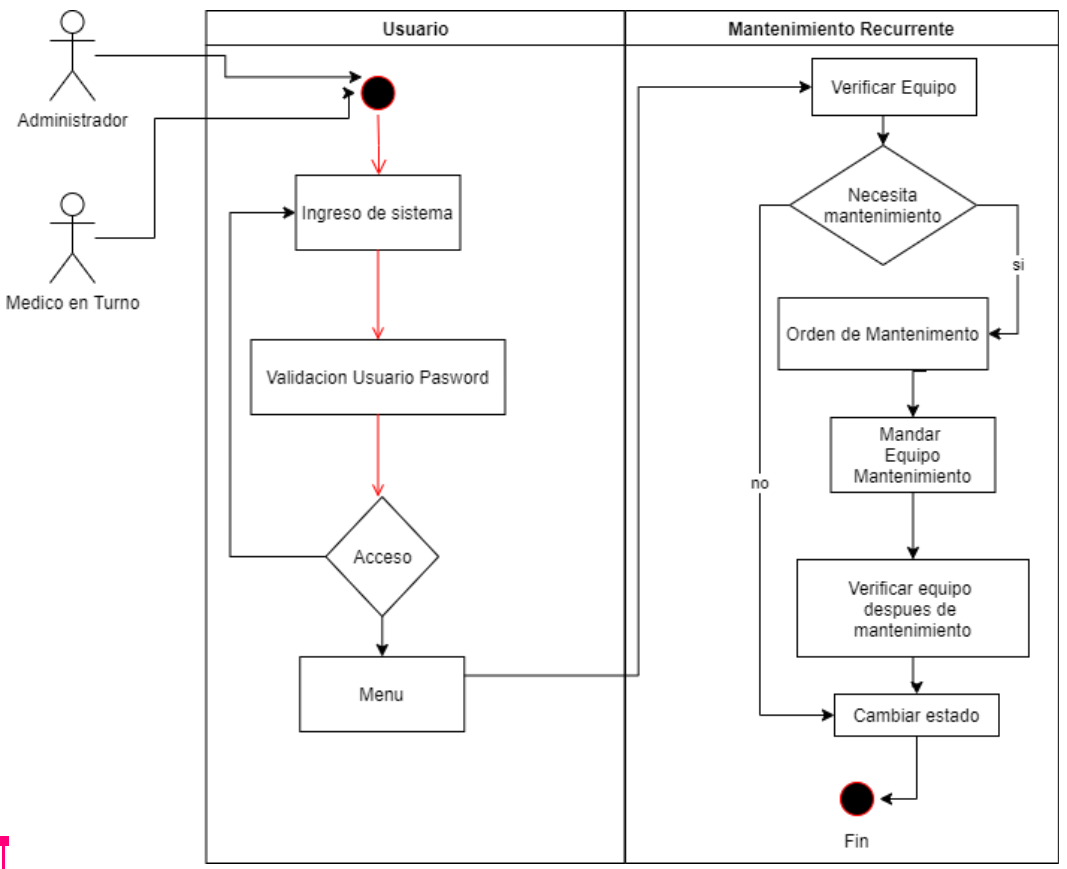 Usuario
Mantenimiento Recurrente
Administrador
Medico en Turno
Ingreso de sistema
Validacion Usuario Pasword
Acceso
Menu
Verificar Equipo
Necesita
mantenimiento
si
no
Orden de Mantenimento
Mandar
Equipo
Mantenimiento
Verificar equipo
despues de
mantenimiento
Cambiar estado
Fin